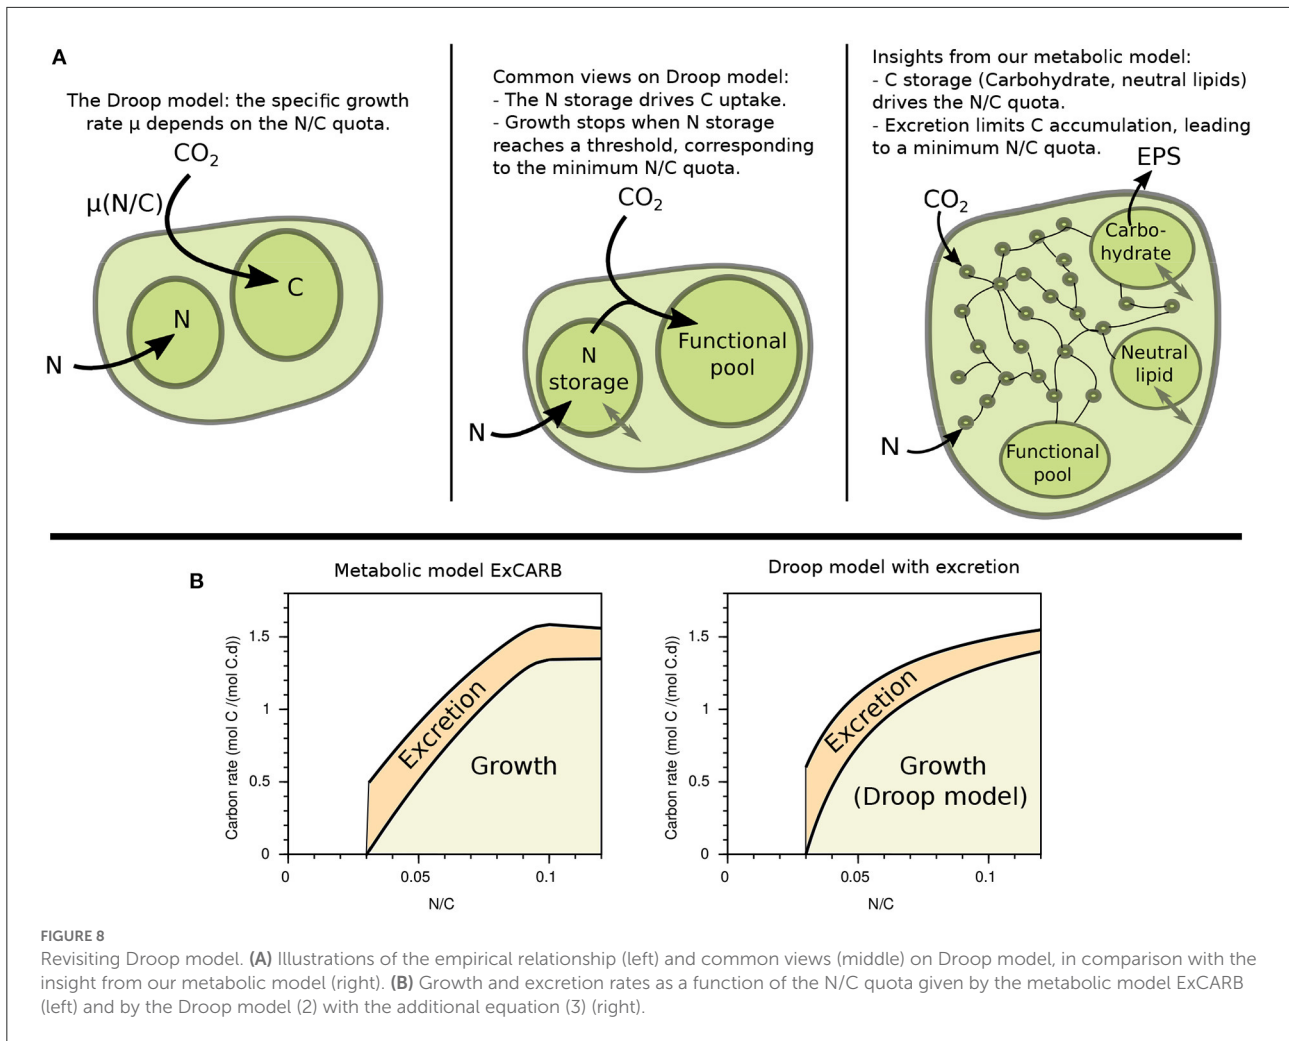 A
The Droop model: the specific growth
rate μ depends on the N/C quota.
CO2
μ(N/C)
C
N
N
Common views on Droop model:
- The N storage drives C uptake.
- Growth stops when N storage
reaches a threshold, corresponding
to the minimum N/C quota.
CO2
N
storage
Functional
pool
N
Insights from our metabolic model:
- C storage (Carbohydrate, neutral lipids)
drives the N/C quota.
- Excretion limits C accumulation, leading
to a minimum N/C quota.
EPS
CO2
Carbo-
hydrate
Neutral
lipid
N
Functional
pool
B
Metabolic model ExCARB
Carbon rate (mol C /(mol C.d))
1.5
1
0.5
0
Excretion
Growth
0
0.05
0.1
N/C
Droop model with excretion
Carbon rate (mol C /(mol C.d))
1.5
1
0.5
0
Excretion
Growth
(Droop model)
0
0.05
0.1
N/C
FIGURE 8
Revisiting Droop model. (A) Illustrations of the empirical relationship (left) and common views (middle) on Droop model, in comparison with the
insight from our metabolic model (right). (B) Growth and excretion rates as a function of the N/C quota given by the metabolic model ExCARB
(left) and by the Droop model (2) with the additional equation (3) (right).